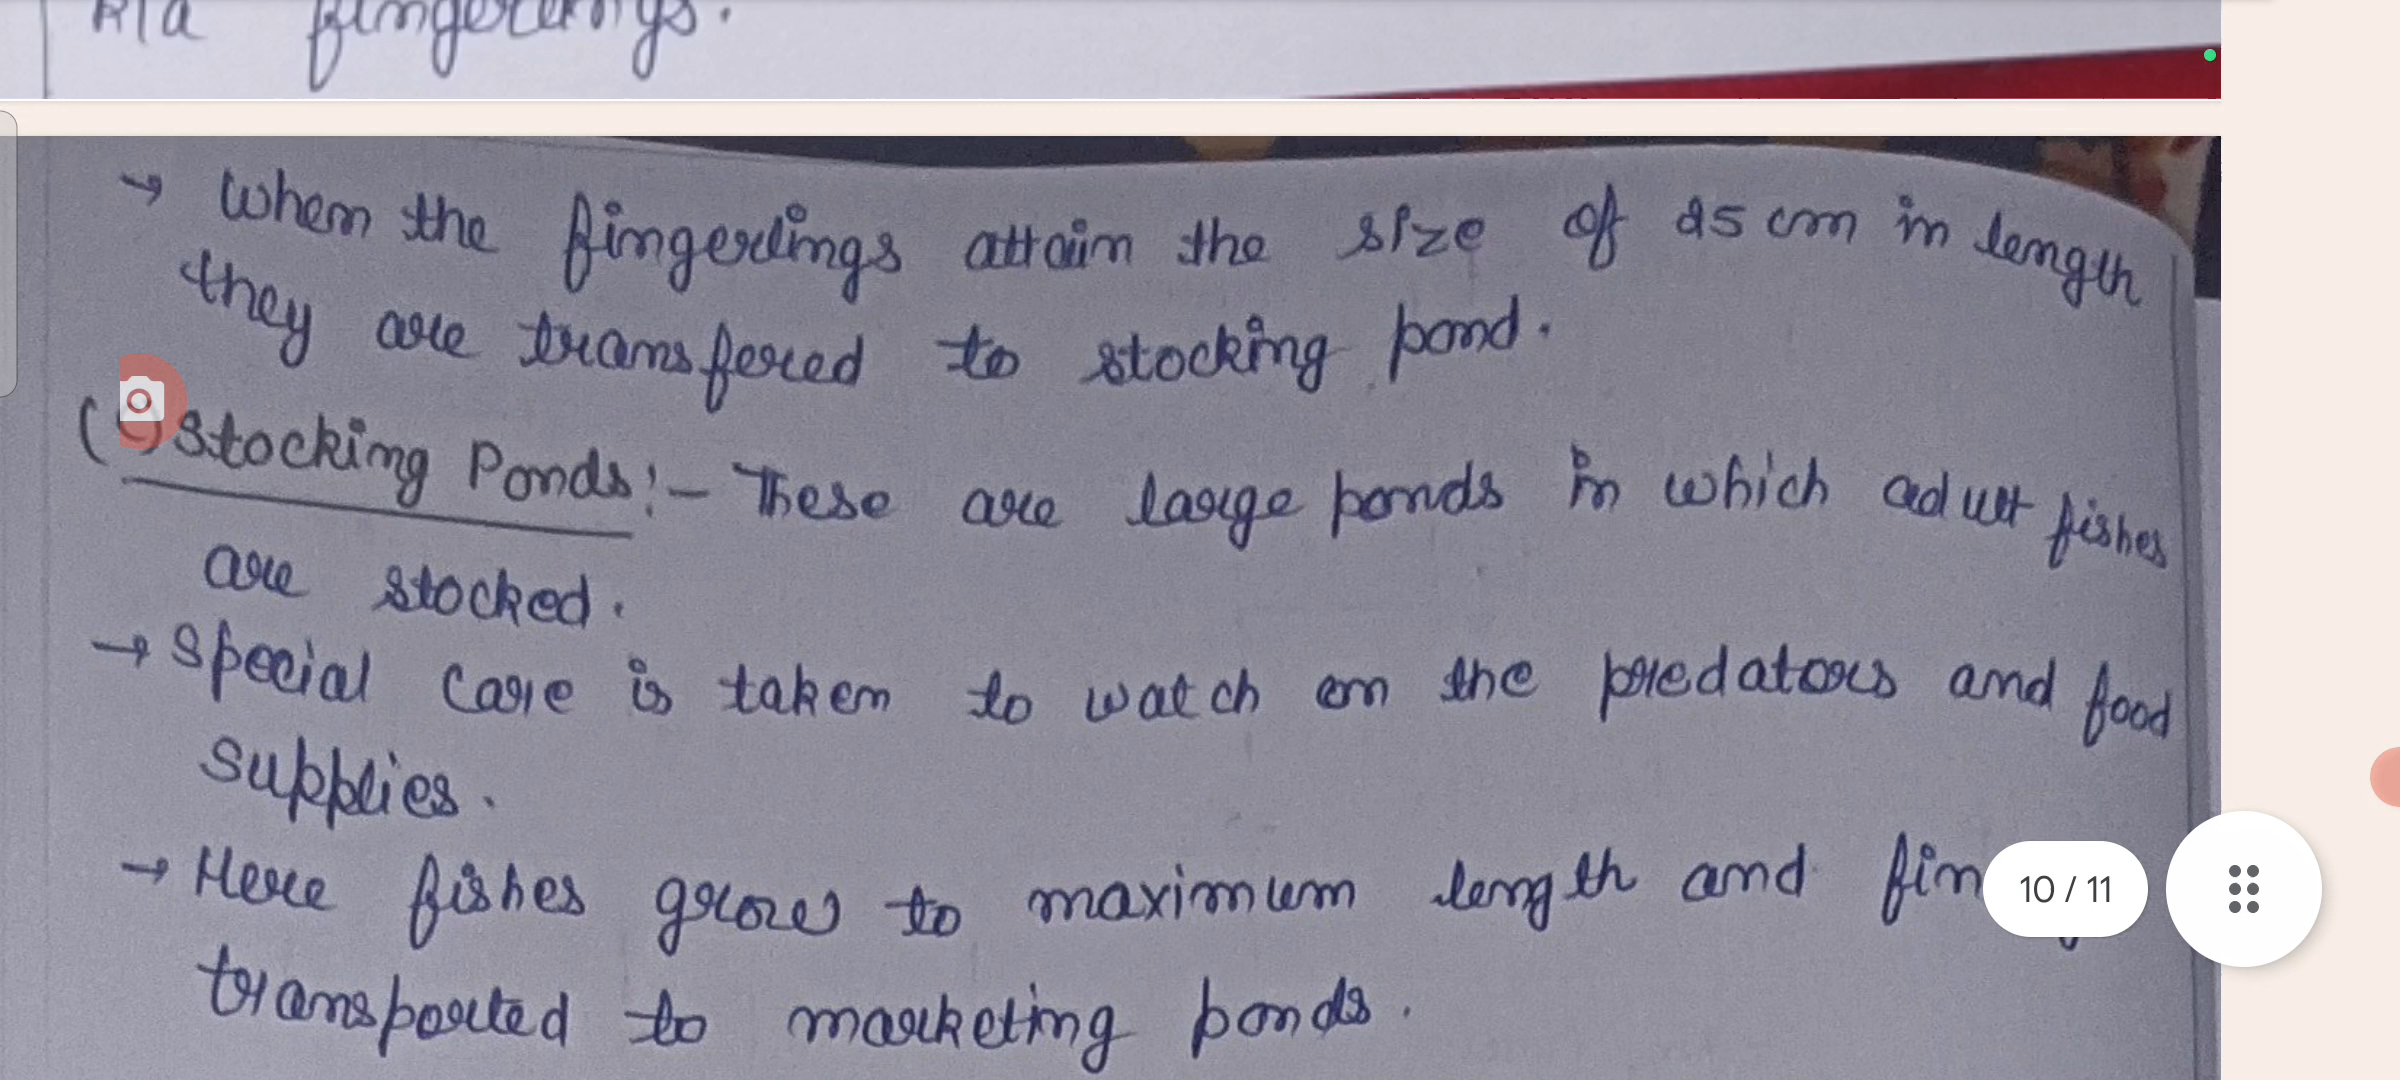 k/a fingerlings.
→ When the fingerlings attain the size of 25 cm in length
they are transfered to stocking pond.
Stocking Ponds:- These are large ponds in which adult fishes
are stocked.
→ Special care is taken to watch on the predators and food
supplies.
→ Here fishes grow to maximum length and
transported to marketing ponds.
10 / 11